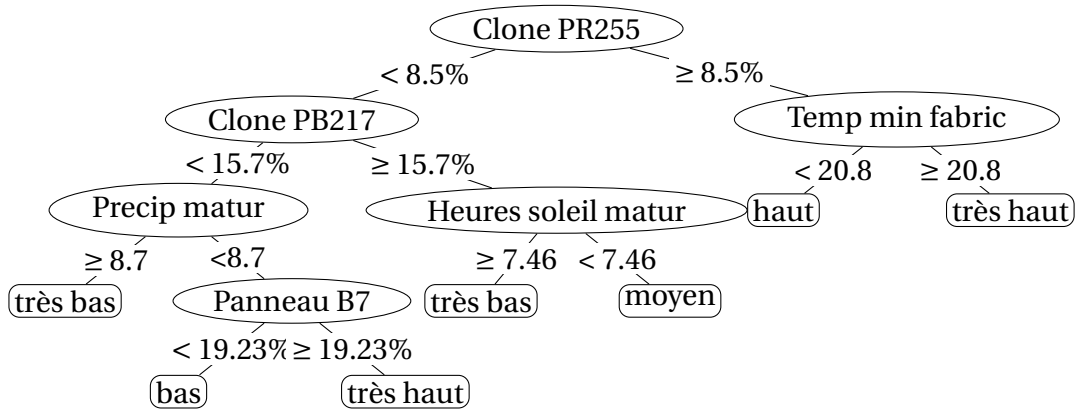 Clone PR255
< 8.5% ≥ 8.5%
Clone PB217 Temp min fabric
< 15.7% ≥ 15.7% < 20.8 ≥ 20.8
Precip matur Heures soleil matur haut très haut
≥ 8.7 <8.7 ≥ 7.46 < 7.46
très bas Panneau B7 très bas moyen
< 19.23% ≥ 19.23%
bas très haut